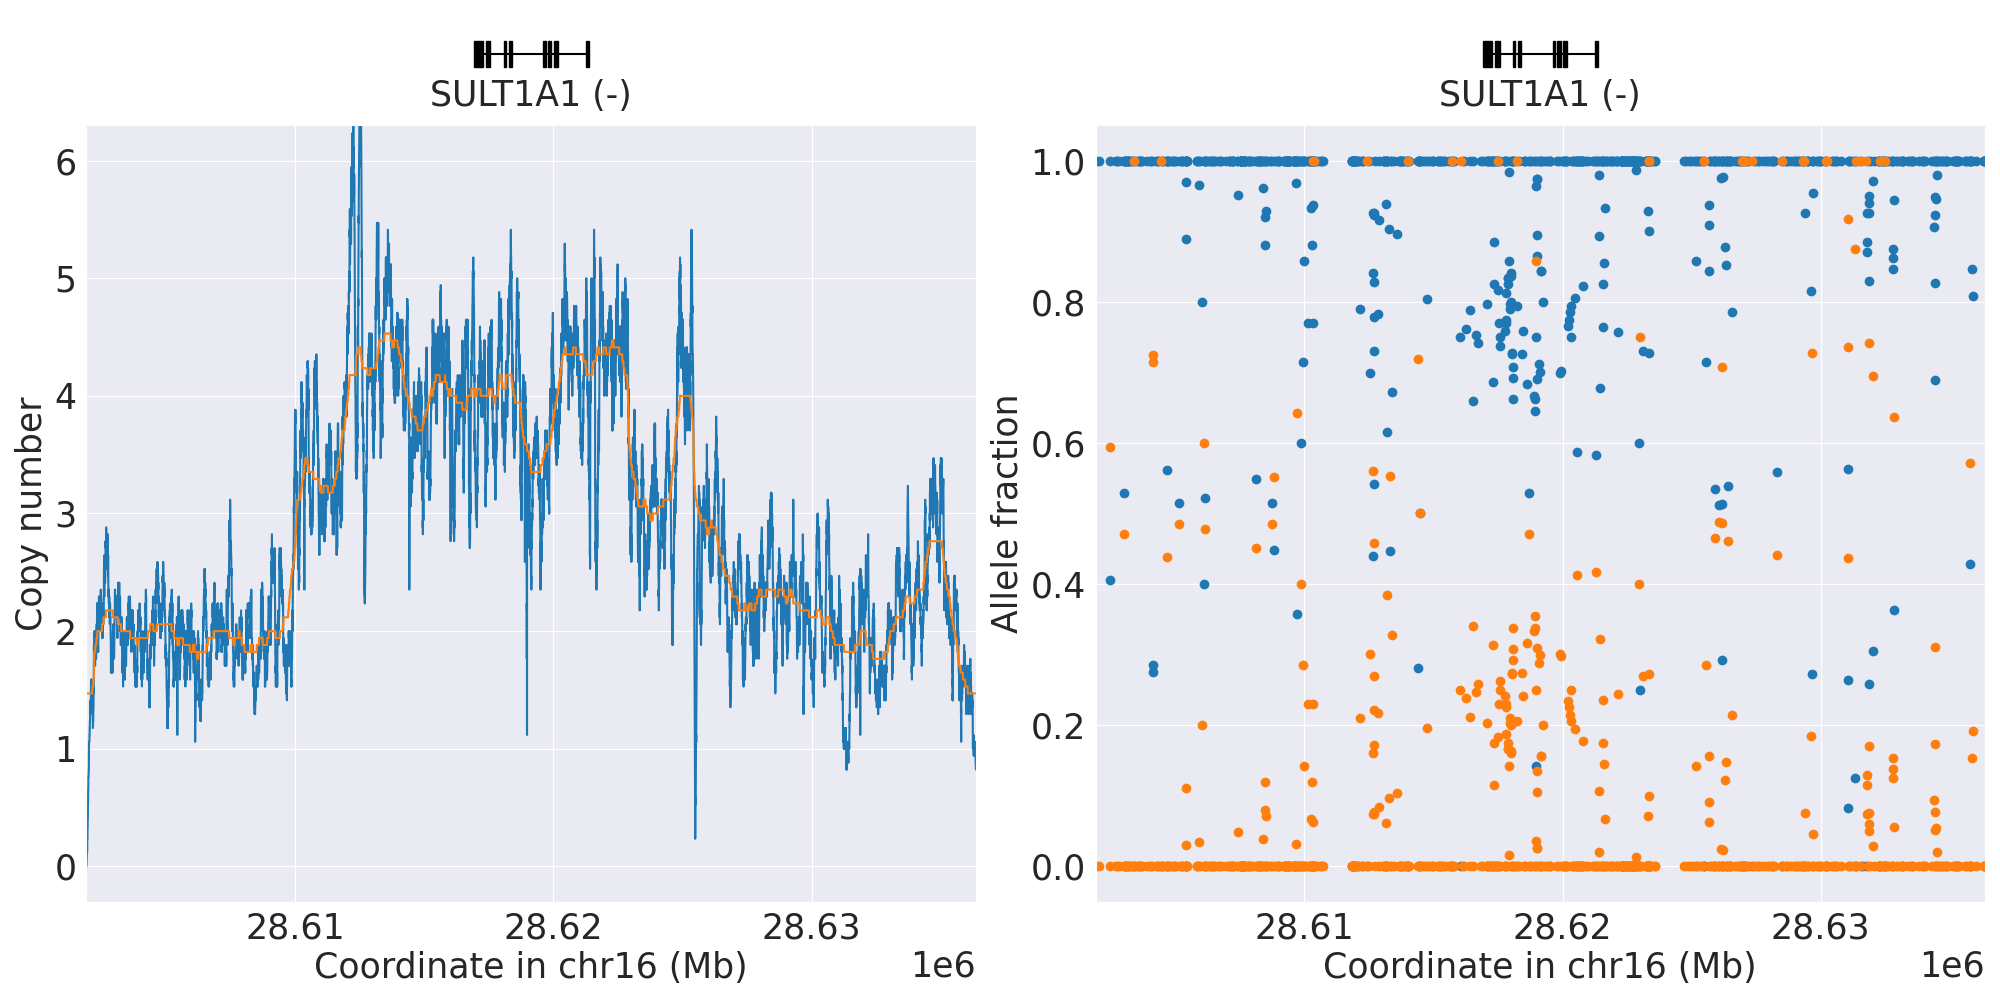 SULT1A1 (-)
Copy number
6
5
4
3
2
1
0
28.61
28.62
28.63
Coordinate in chr16 (Mb)
1e6
SULT1A1 (-)
Allele fraction
1.0
0.8
0.6
0.4
0.2
0.0
28.61
28.62
28.63
Coordinate in chr16 (Mb)
1e6